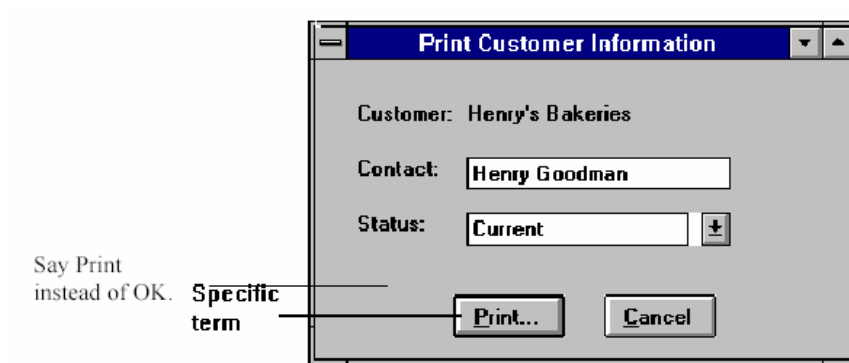 Print Customer Information
Customer: Henry's Bakeries
Contact: Henry Goodman
Status: Current
Say Print
instead of OK.
Specific
term
Print... Cancel